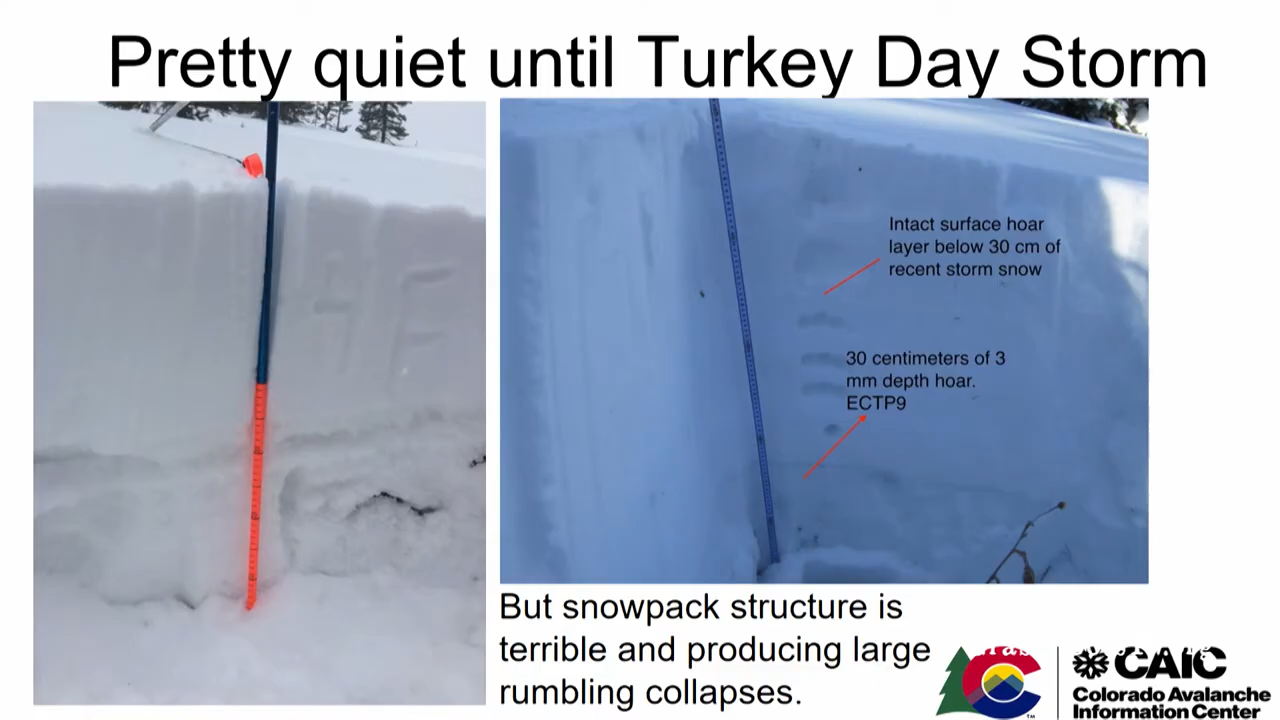 Pretty quiet until Turkey Day Storm
4F
Intact surface hoar
layer below 30 cm of
recent storm snow
30 centimeters of 3
mm depth hoar.
ECTP9
But snowpack structure is
terrible and producing large
rumbling collapses.
CAIC
Colorado Avalanche
Information Center
TM